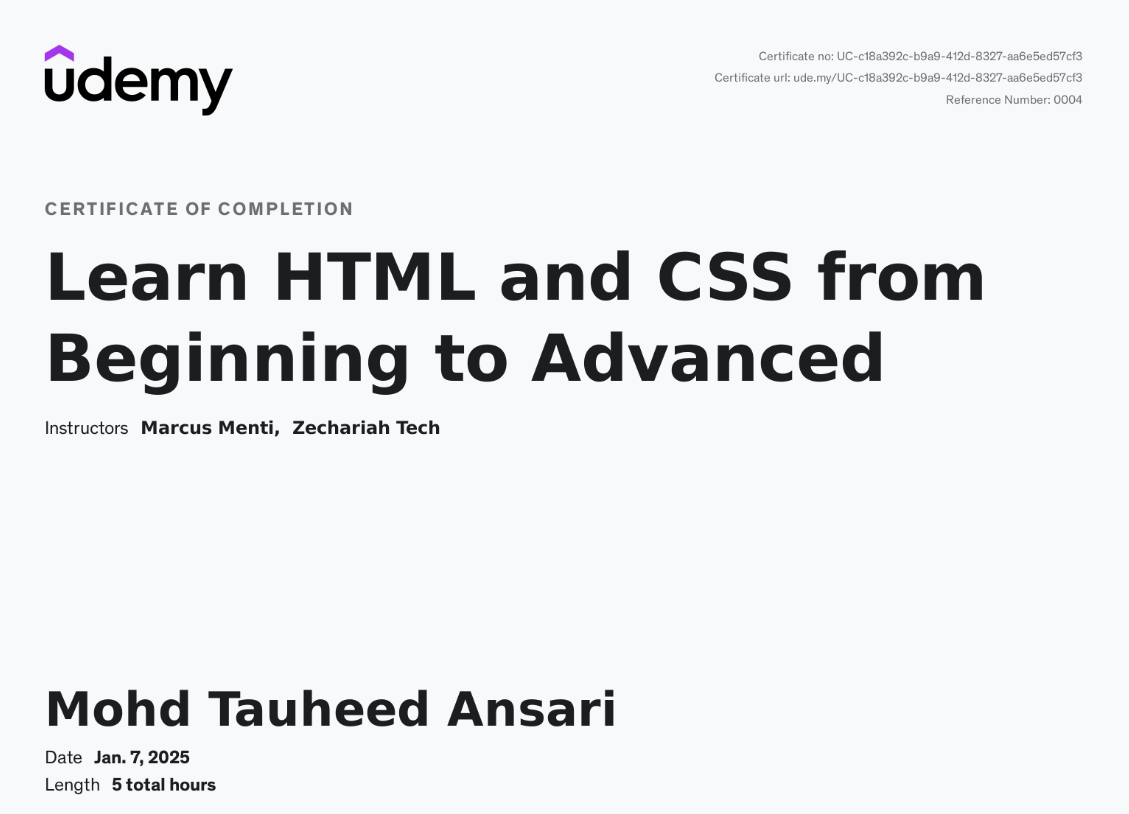 udemy
Certificate no: UC-c18a392c-b9a9-412d-8327-aa6e5ed57cf3
Certificate url: ude.my/UC-c18a392c-b9a9-412d-8327-aa6e5ed57cf3
Reference Number: 0004
CERTIFICATE OF COMPLETION
Learn HTML and CSS from
Beginning to Advanced
Instructors Marcus Menti, Zechariah Tech
Mohd Tauheed Ansari
Date Jan. 7, 2025
Length 5 total hours